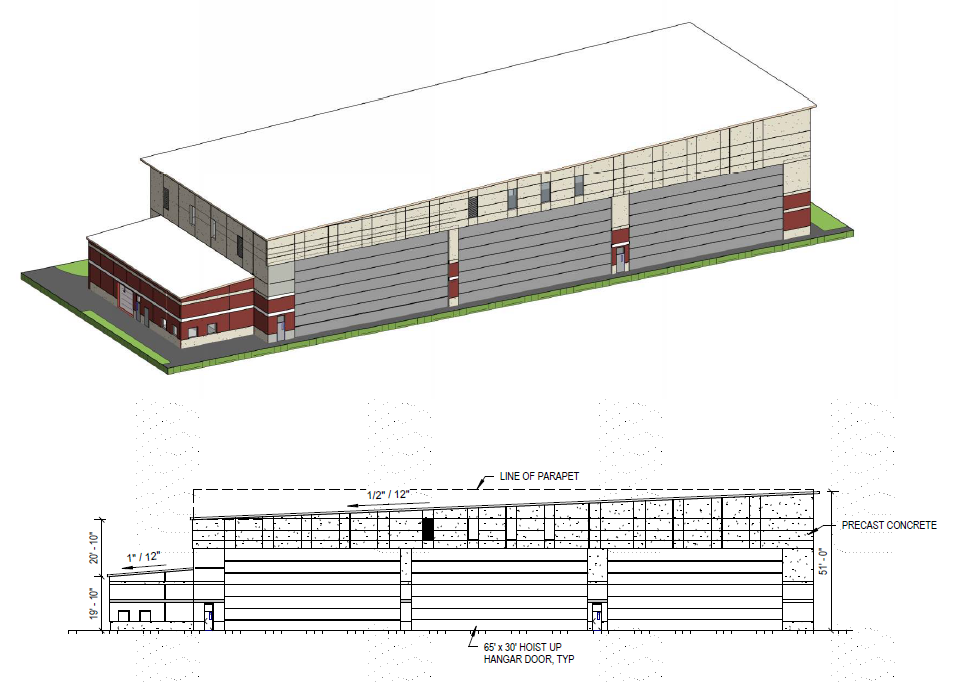 LINE OF PARAPET
1/2" / 12"
PRECAST CONCRETE
20' - 10"
1" / 12"
51' - 0"
19' - 10"
65' x 30' HOIST UP
HANGAR DOOR, TYP